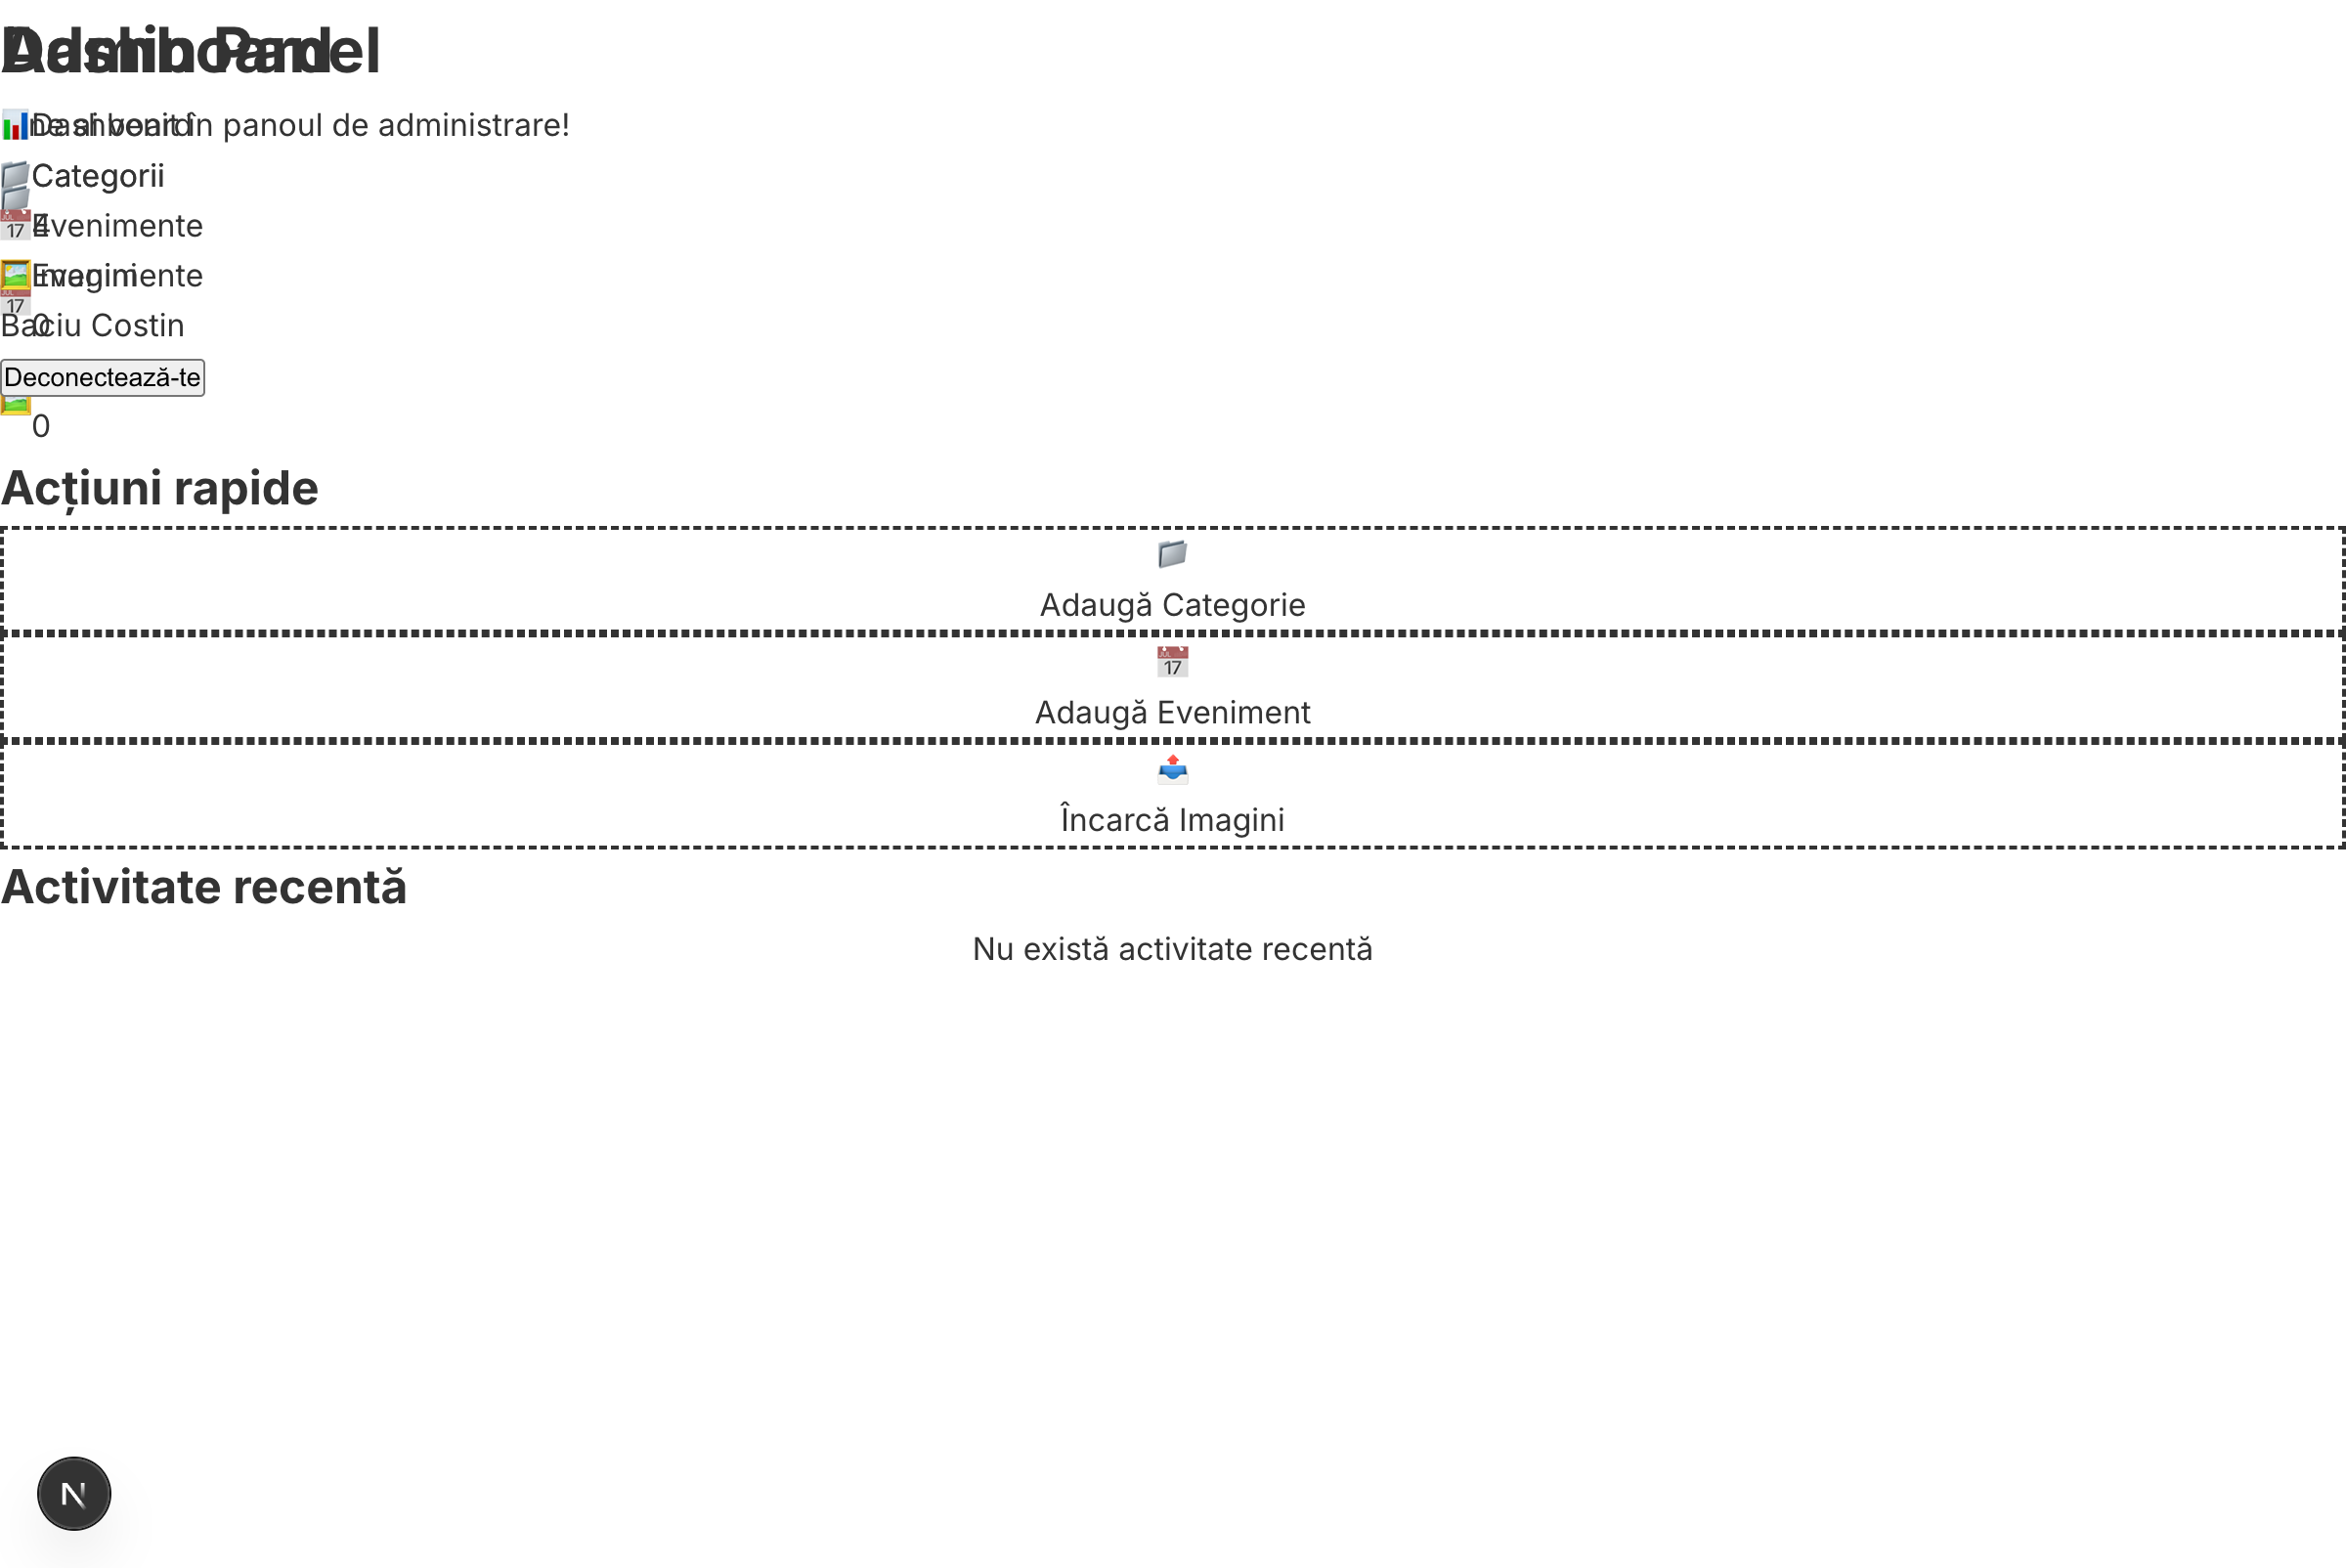 Admin Panel
Dashboard
Dashboard
Bine ai venit în panoul de administrare!
Categorii
Evenimente
4
Imagini
Evenimente
Baciu Costin
0
Deconectează-te
0
Acțiuni rapide
Adaugă Categorie
Adaugă Eveniment
Încarcă Imagini
Activitate recentă
Nu există activitate recentă
N